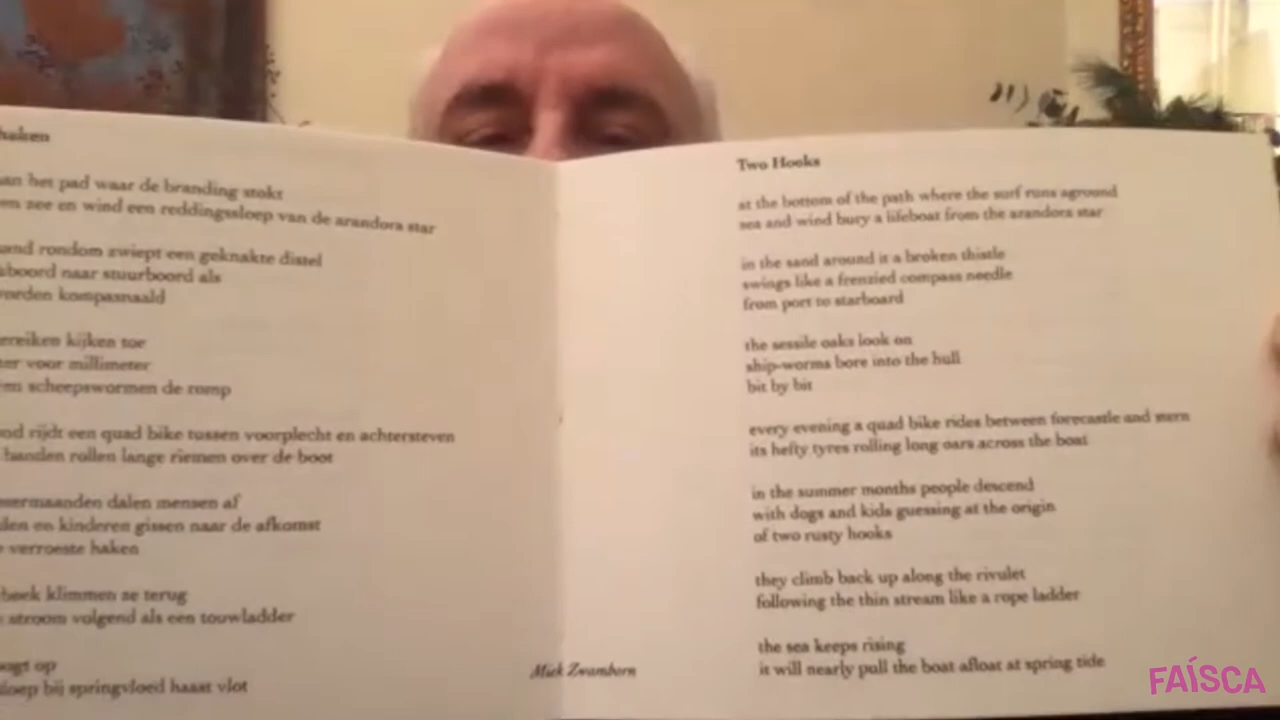 haken
aan het pad waar de branding stokt
en zee en wind een reddingssloep van de arandora star
zand rondom zwiept een geknakte distel
bakboord naar stuurboord als
worden kompasnaald
kijken toe
voor millimeter
scheepswormen de romp
rijdt een quad bike tussen voorplecht en achtersteven
banden rollen lange riemen over de boot
dalen mensen af
en kinderen gissen naar de afkomst
verroeste haken
beek klimmen ze terug
stroom volgend als een touwladder
op
bij springvloed haast vlot
Miek Zwamborn
Two Hooks
at the bottom of the path where the surf runs aground
sea and wind bury a lifeboat from the arandora star
in the sand around it a broken thistle
swings like a frenzied compass needle
from port to starboard
the sessile oaks look on
ship-worms bore into the hull
bit by bit
every evening a quad bike rides between forecastle and stern
its hefty tyres rolling long oars across the boat
in the summer months people descend
with dogs and kids guessing at the origin
of two rusty hooks
they climb back up along the rivulet
following the thin stream like a rope ladder
the sea keeps rising
it will nearly pull the boat afloat at spring tide
FAÍSCA